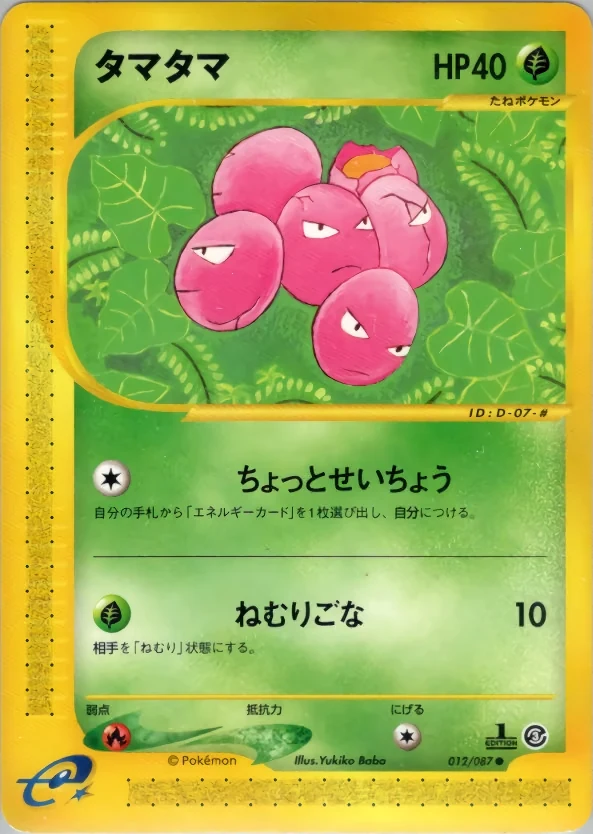 タマタマ HP40
たねポケモン
ID:D-07-#
ちょっとせいちょう
自分の手札から「エネルギーカード」を1枚選び出し、自分につける。
ねむりごな 10
相手を「ねむり」状態にする。
弱点 抵抗力 にげる
1 EDITION
© Pokémon Illus.Yukiko Baba 012/087 ●
e